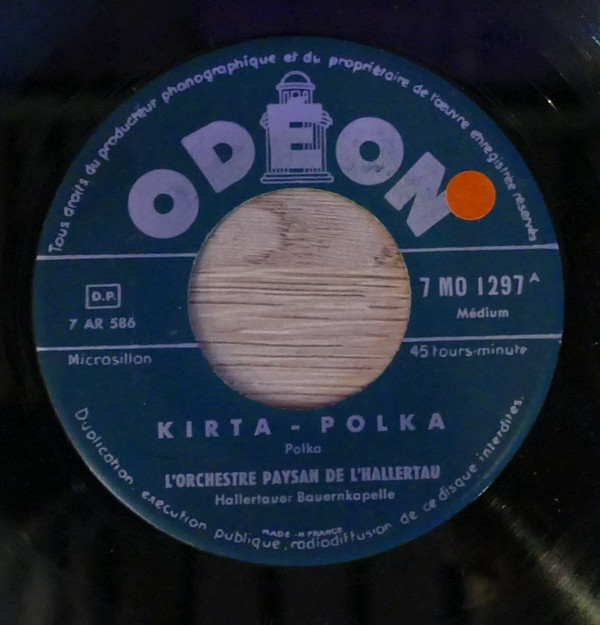 Tous droits du producteur phonographique et du propriétaire de l'œuvre enregistrée réservés
ODEON
D.P.
7 AR 586
7 MO 1297 A
Médium
Microsillon
45 tours-minute
KIRTA - POLKA
Polka
L'ORCHESTRE PAYSAN DE L'HALLERTAU
Hallertauer Bauernkapelle
MADE IN FRANCE
Duplication, exécution publique, radiodiffusion de ce disque interdites.